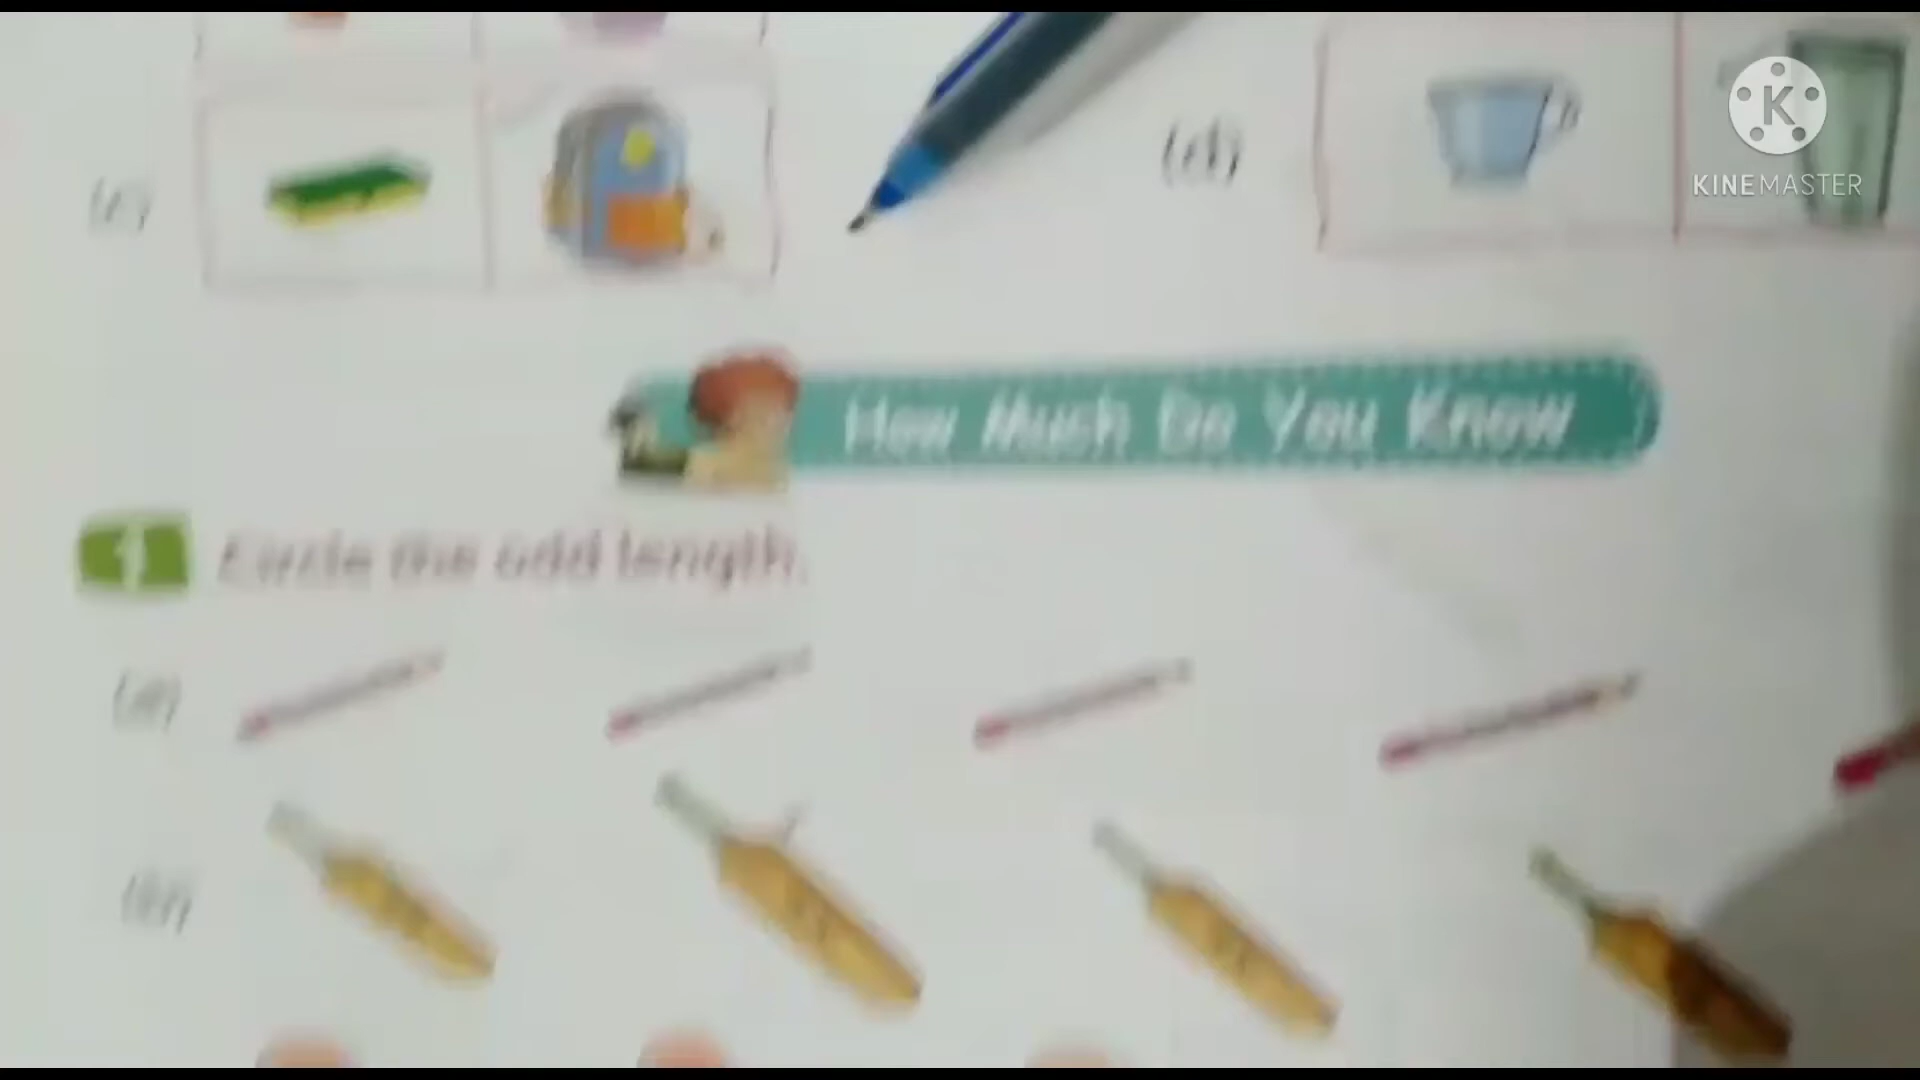 (c)
(d)
KINEMASTER
How Much Do You Know
1 Circle the odd length.
(a)
(b)